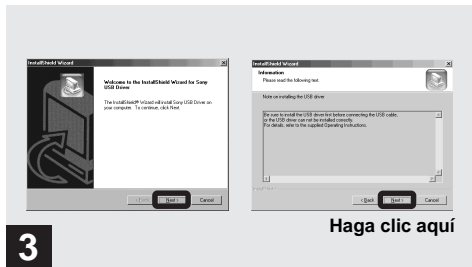 InstallShield Wizard
Welcome to the InstallShield Wizard for Sony
USB Driver
The InstallShield® Wizard will install Sony USB Driver on
your computer. To continue, click Next.
< Back
Next >
Cancel
InstallShield Wizard
Information
Please read the following text.
Note on installing the USB driver
Be sure to install the USB driver first before connecting the USB cable,
or the USB driver can not be installed correctly.
For details, refer to the supplied Operating Instructions.
InstallShield
< Back
Next >
Cancel
Haga clic aquí
3